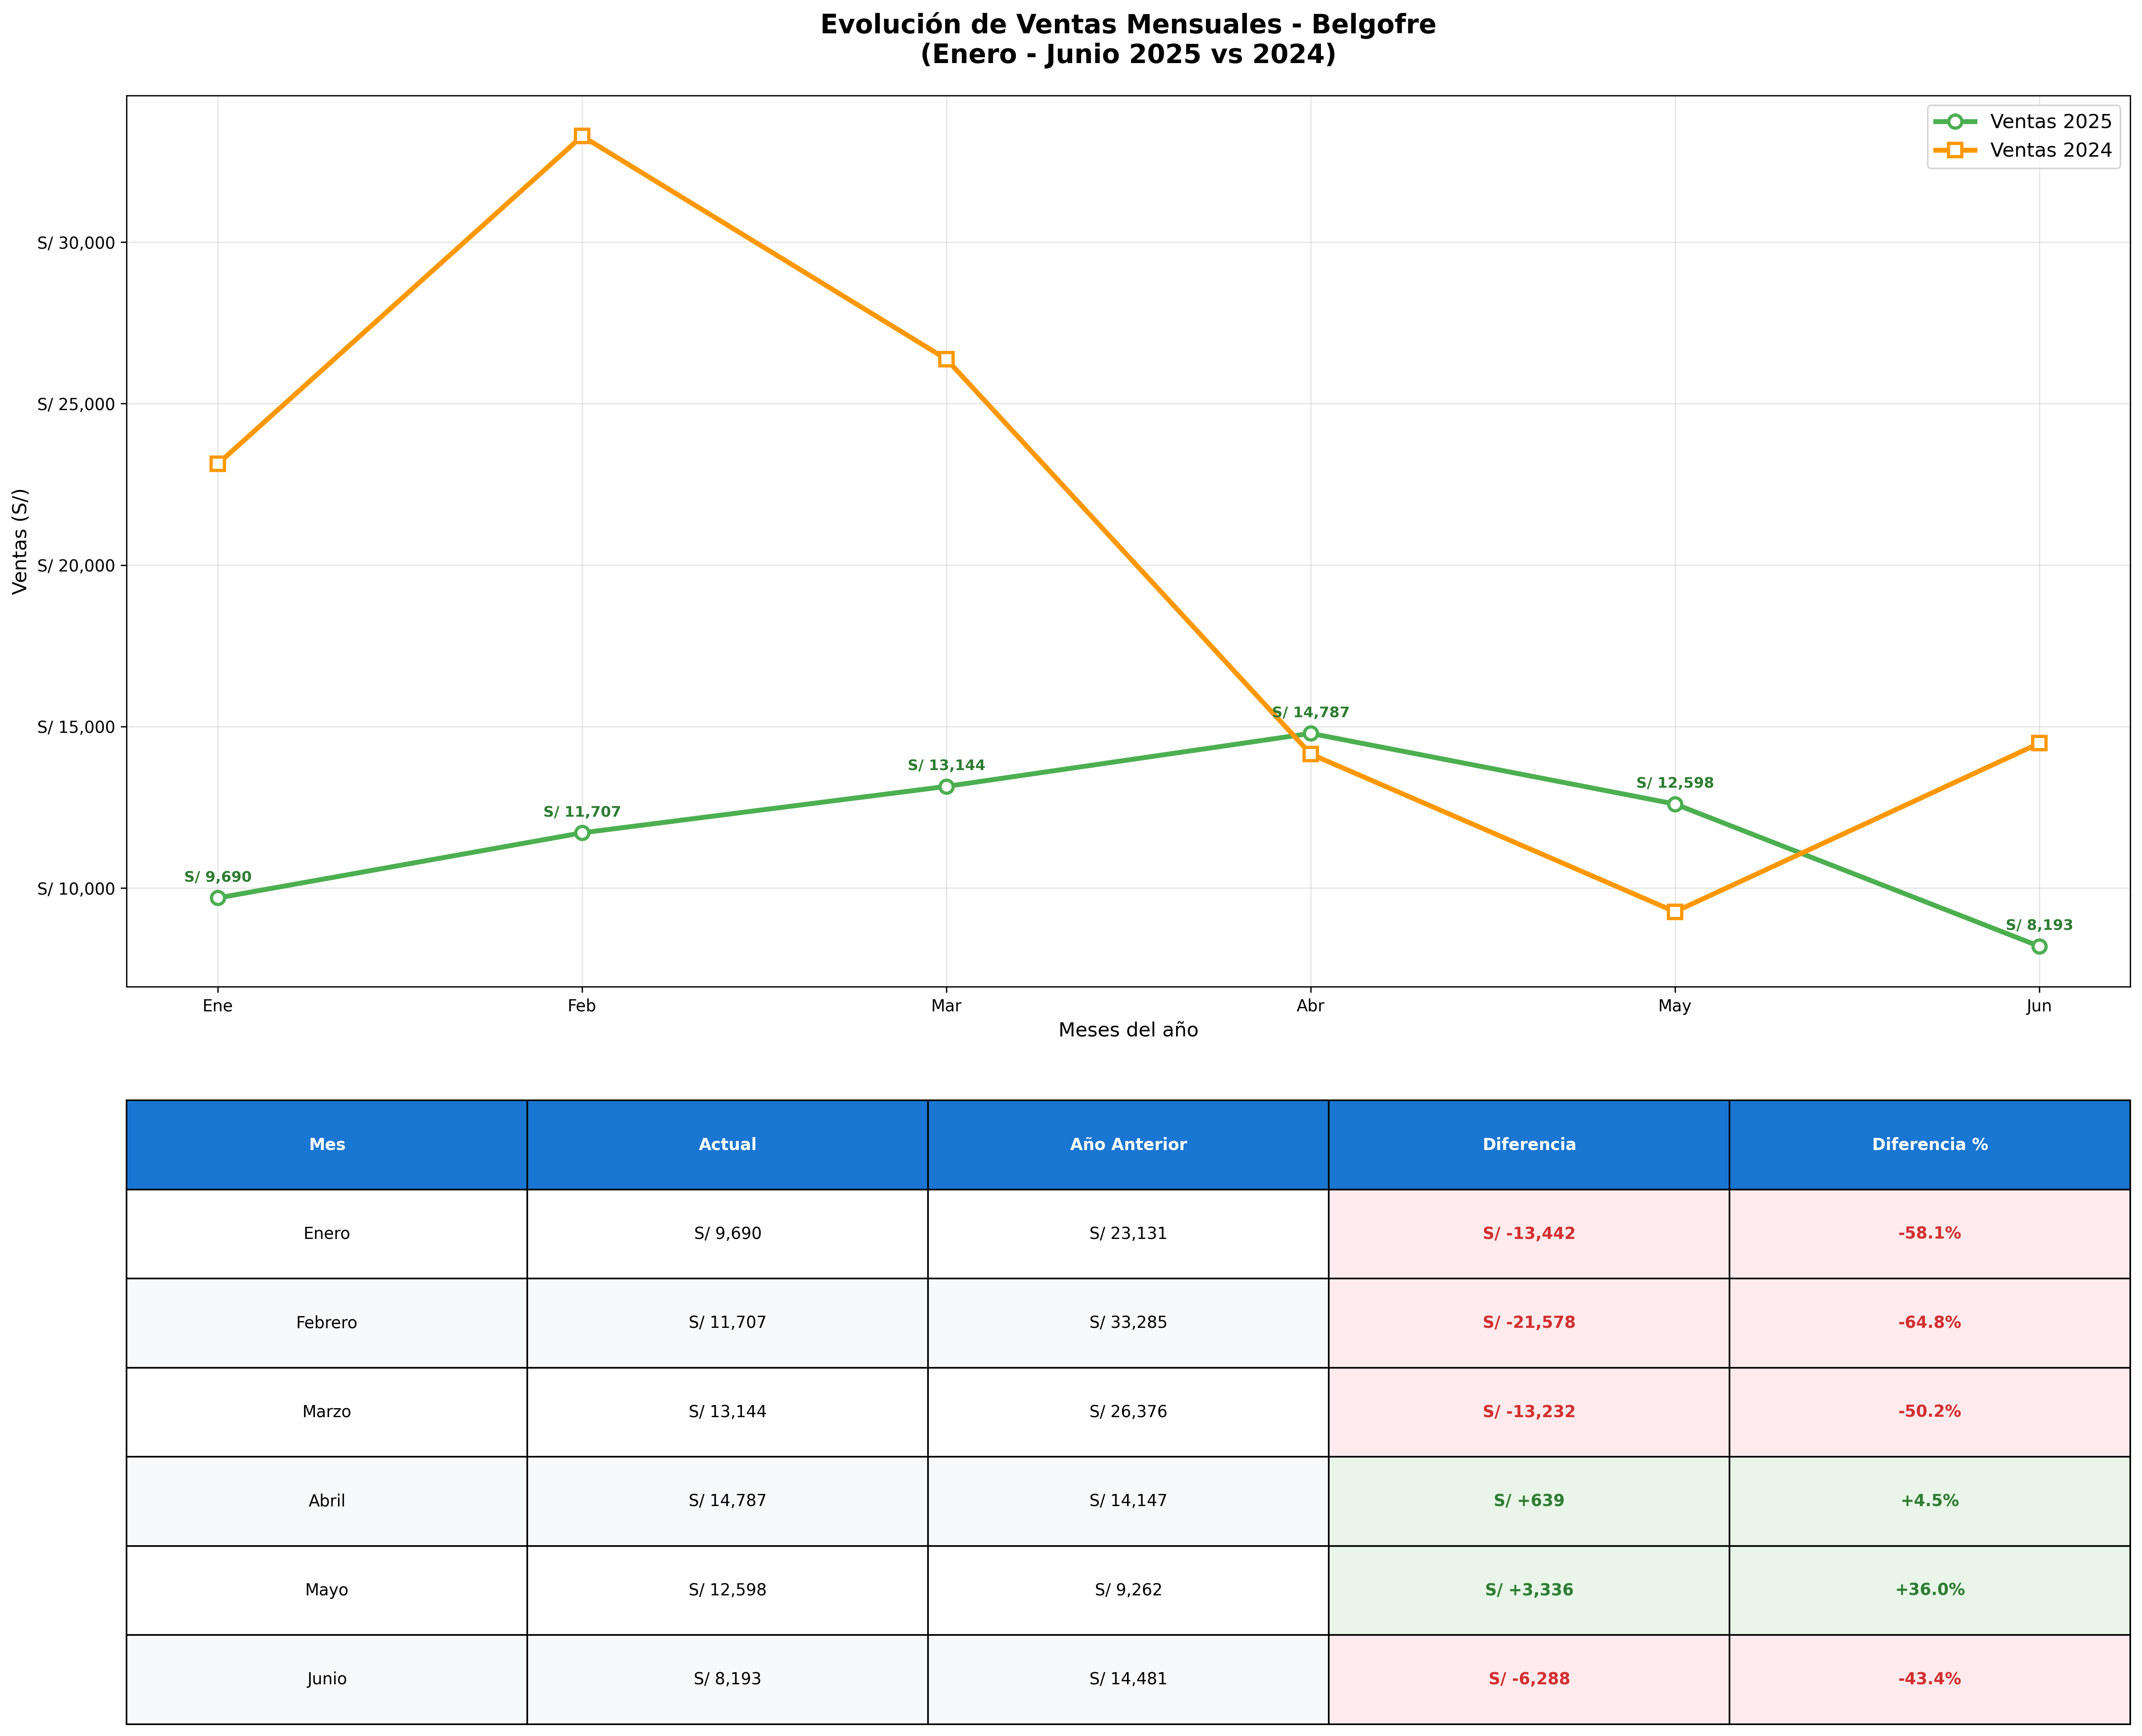 Evolución de Ventas Mensuales - Belgofre
(Enero - Junio 2025 vs 2024)
Ventas 2025
Ventas 2024
Ventas (S/)
S/ 30,000
S/ 25,000
S/ 20,000
S/ 15,000
S/ 10,000
S/ 9,690
S/ 11,707
S/ 13,144
S/ 14,787
S/ 12,598
S/ 8,193
Ene Feb Mar Abr May Jun
Meses del año
Mes Actual Año Anterior Diferencia Diferencia %
Enero S/ 9,690 S/ 23,131 S/ -13,442 -58.1%
Febrero S/ 11,707 S/ 33,285 S/ -21,578 -64.8%
Marzo S/ 13,144 S/ 26,376 S/ -13,232 -50.2%
Abril S/ 14,787 S/ 14,147 S/ +639 +4.5%
Mayo S/ 12,598 S/ 9,262 S/ +3,336 +36.0%
Junio S/ 8,193 S/ 14,481 S/ -6,288 -43.4%